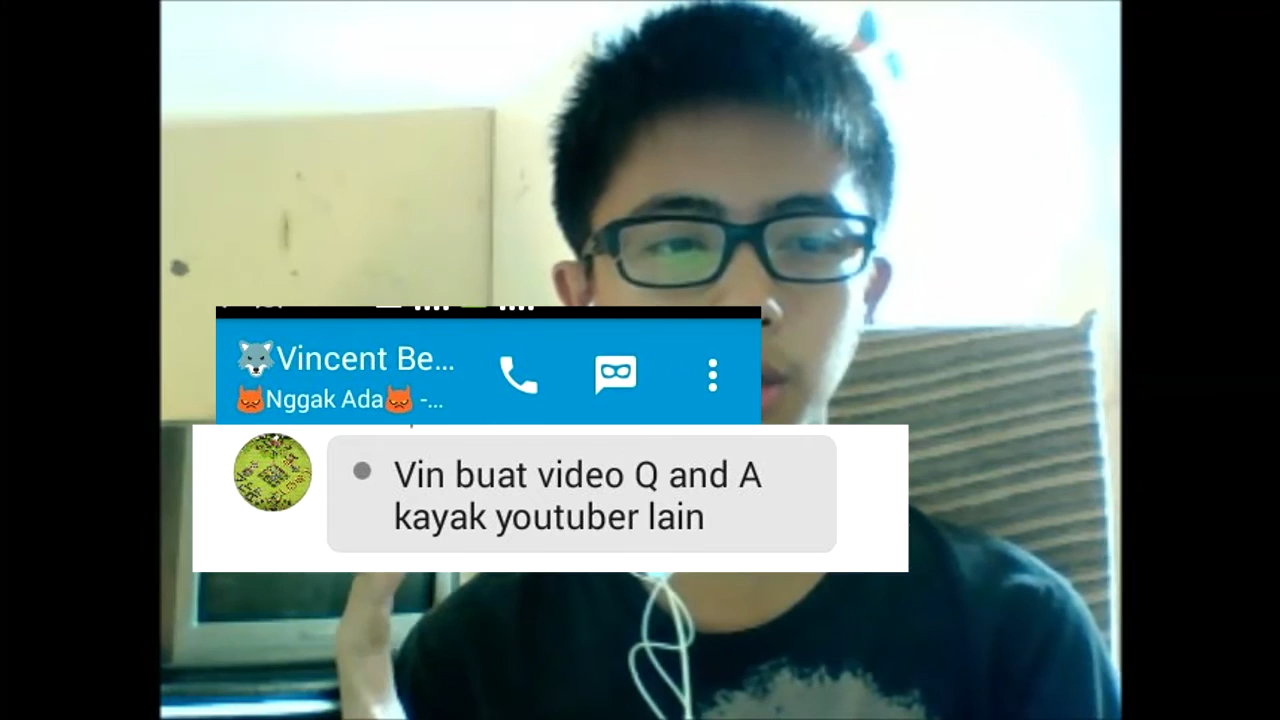 Vincent Be...
Nggak Ada -...
Vin buat video Q and A
kayak youtuber lain